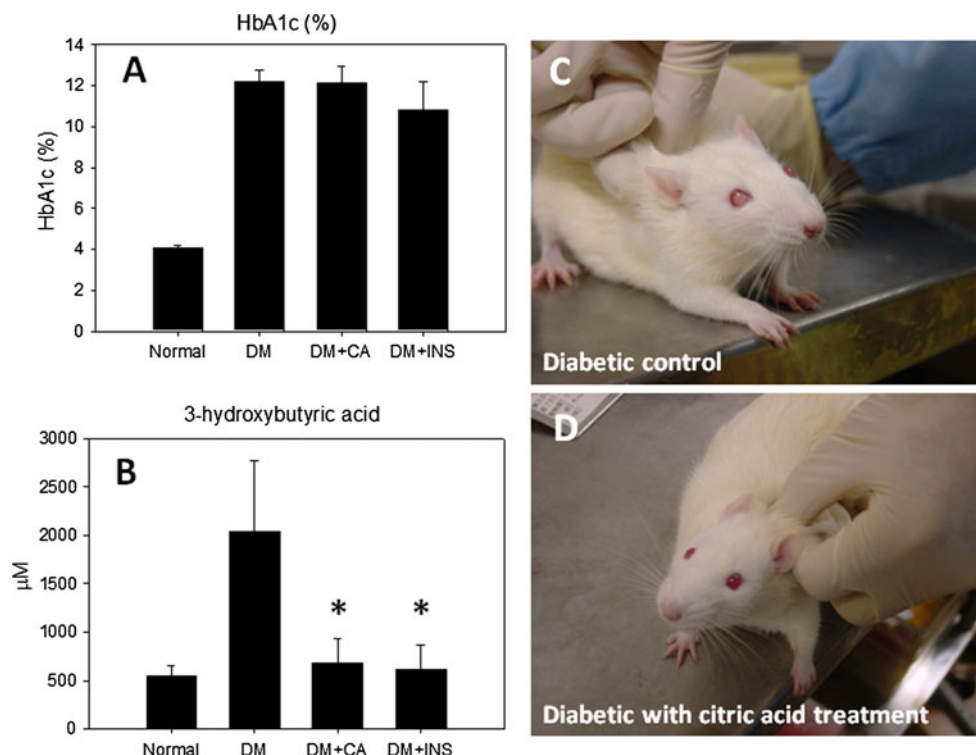 HbA1c (%)
A
HbA1c (%)
14
12
10
8
6
4
2
0
Normal DM DM+CA DM+INS
3-hydroxybutyric acid
B
μM
3000
2500
2000
1500
1000
500
0
* *
Normal DM DM+CA DM+INS
C
Diabetic control
D
Diabetic with citric acid treatment